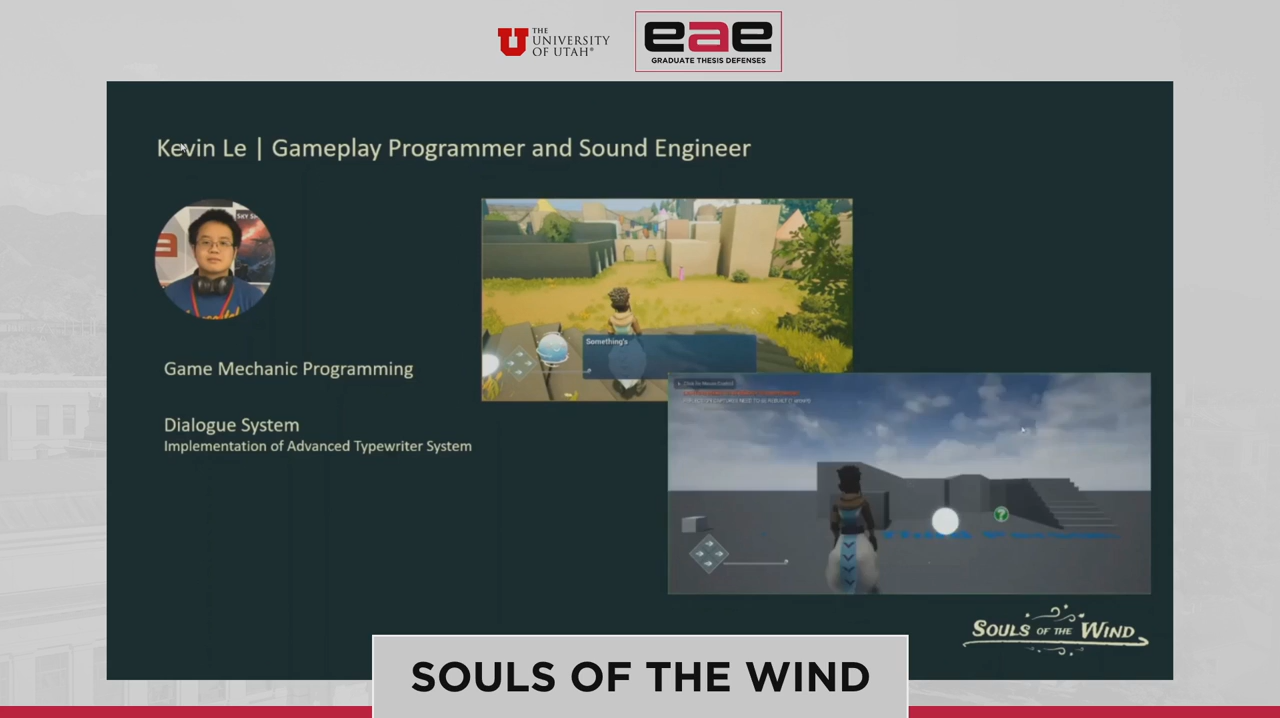 THE
UNIVERSITY
OF UTAH®
eae
GRADUATE THESIS DEFENSES
Kevin Le | Gameplay Programmer and Sound Engineer
SKY
Game Mechanic Programming
Dialogue System
Implementation of Advanced Typewriter System
Something's
SOULS OF THE WIND
SOULS OF THE WIND